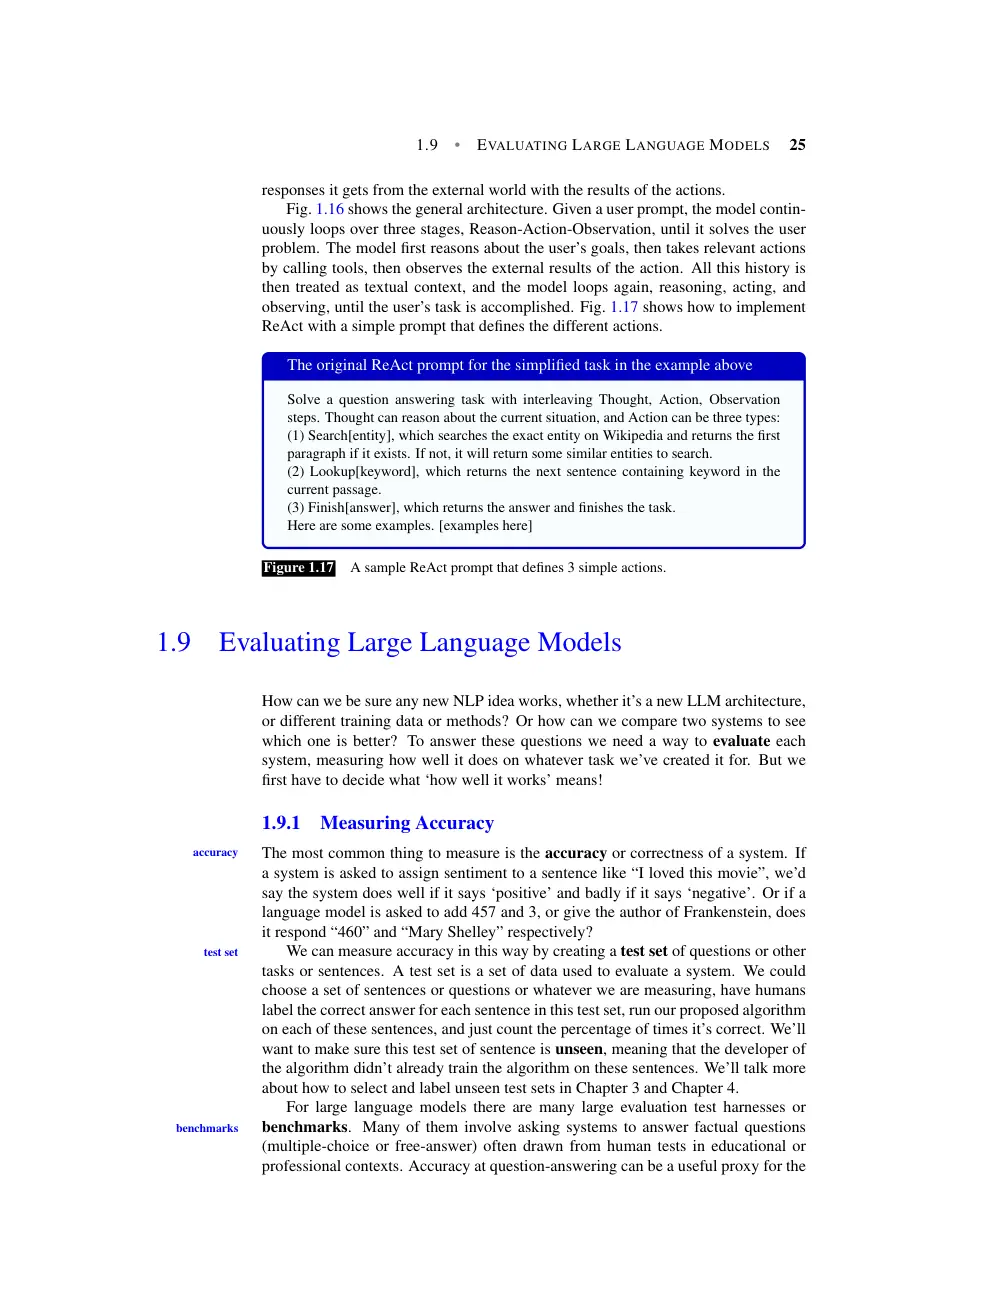 1.9 • EVALUATING LARGE LANGUAGE MODELS 25
responses it gets from the external world with the results of the actions.
Fig. 1.16 shows the general architecture. Given a user prompt, the model contin-
uously loops over three stages, Reason-Action-Observation, until it solves the user
problem. The model first reasons about the user's goals, then takes relevant actions
by calling tools, then observes the external results of the action. All this history is
then treated as textual context, and the model loops again, reasoning, acting, and
observing, until the user's task is accomplished. Fig. 1.17 shows how to implement
ReAct with a simple prompt that defines the different actions.
The original ReAct prompt for the simplified task in the example above
Solve a question answering task with interleaving Thought, Action, Observation
steps. Thought can reason about the current situation, and Action can be three types:
(1) Search[entity], which searches the exact entity on Wikipedia and returns the first
paragraph if it exists. If not, it will return some similar entities to search.
(2) Lookup[keyword], which returns the next sentence containing keyword in the
current passage.
(3) Finish[answer], which returns the answer and finishes the task.
Here are some examples. [examples here]
Figure 1.17 A sample ReAct prompt that defines 3 simple actions.
1.9 Evaluating Large Language Models
How can we be sure any new NLP idea works, whether it's a new LLM architecture,
or different training data or methods? Or how can we compare two systems to see
which one is better? To answer these questions we need a way to evaluate each
system, measuring how well it does on whatever task we've created it for. But we
first have to decide what ‘how well it works’ means!
1.9.1 Measuring Accuracy
accuracy The most common thing to measure is the accuracy or correctness of a system. If
a system is asked to assign sentiment to a sentence like “I loved this movie”, we'd
say the system does well if it says ‘positive’ and badly if it says ‘negative’. Or if a
language model is asked to add 457 and 3, or give the author of Frankenstein, does
it respond “460” and “Mary Shelley” respectively?
test set We can measure accuracy in this way by creating a test set of questions or other
tasks or sentences. A test set is a set of data used to evaluate a system. We could
choose a set of sentences or questions or whatever we are measuring, have humans
label the correct answer for each sentence in this test set, run our proposed algorithm
on each of these sentences, and just count the percentage of times it's correct. We'll
want to make sure this test set of sentence is unseen, meaning that the developer of
the algorithm didn't already train the algorithm on these sentences. We'll talk more
about how to select and label unseen test sets in Chapter 3 and Chapter 4.
For large language models there are many large evaluation test harnesses or
benchmarks benchmarks. Many of them involve asking systems to answer factual questions
(multiple-choice or free-answer) often drawn from human tests in educational or
professional contexts. Accuracy at question-answering can be a useful proxy for the